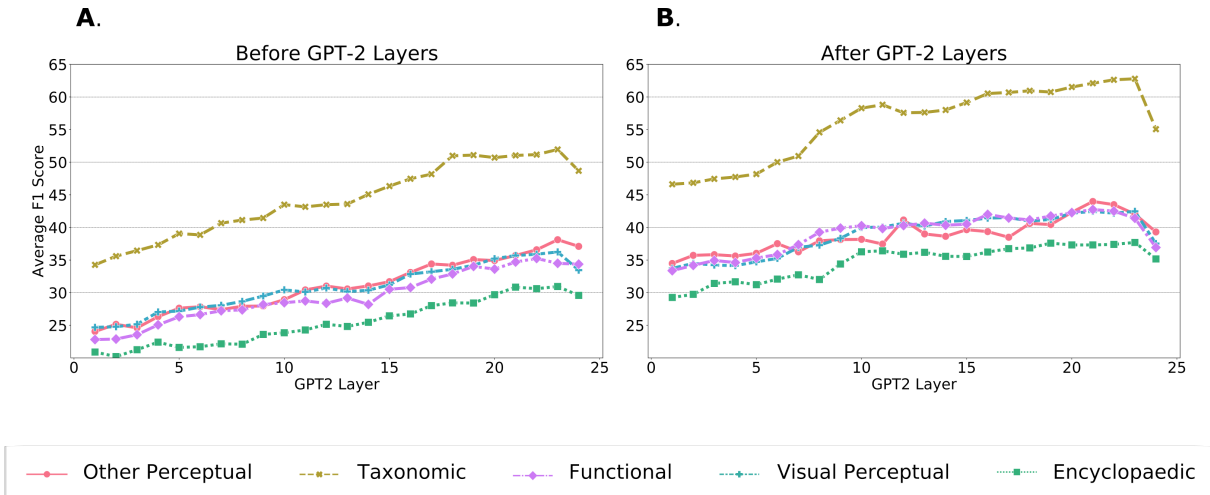 A.
B.
Before GPT-2 Layers
After GPT-2 Layers
Average F1 Score
65
60
55
50
45
40
35
30
25
0 5 10 15 20 25
GPT2 Layer
65
60
55
50
45
40
35
30
25
0 5 10 15 20 25
GPT2 Layer
Other Perceptual Taxonomic Functional Visual Perceptual Encyclopaedic